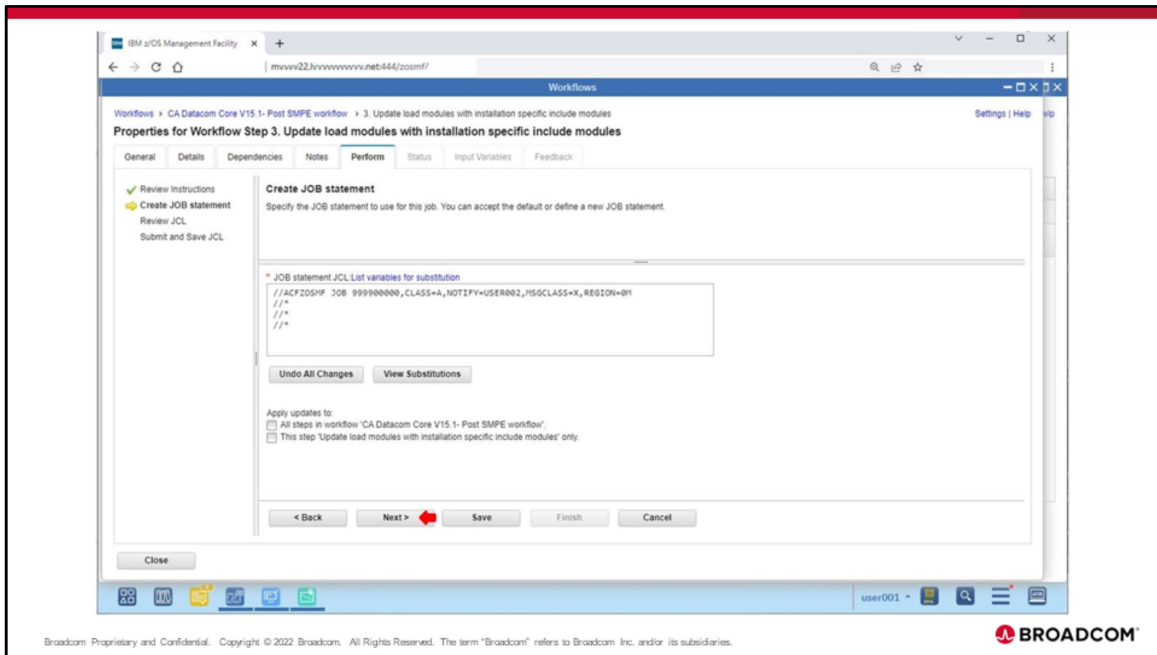 IBM z/OS Management Facility
mvvvv22.lvvvvvvvvvv.net:444/zosmf/
Workflows
Workflows › CA Datacom Core V15.1- Post SMPE workflow › 3. Update load modules with installation specific include modules
Settings | Help
Properties for Workflow Step 3. Update load modules with installation specific include modules
General Details Dependencies Notes Perform Status Input Variables Feedback
Review Instructions
Create JOB statement
Review JCL
Submit and Save JCL
Create JOB statement
Specify the JOB statement to use for this job. You can accept the default or define a new JOB statement.
* JOB statement JCL:List variables for substitution
//ACFZOSMF JOB 999900000,CLASS=A,NOTIFY=USER002,MSGCLASS=X,REGION=0M
//*
//*
//*
Undo All Changes View Substitutions
Apply updates to:
All steps in workflow 'CA Datacom Core V15.1- Post SMPE workflow'.
This step 'Update load modules with installation specific include modules' only.
< Back Next > Save Finish Cancel
Close
user001
Broadcom Proprietary and Confidential. Copyright © 2022 Broadcom. All Rights Reserved. The term "Broadcom" refers to Broadcom Inc. and/or its subsidiaries.
BROADCOM